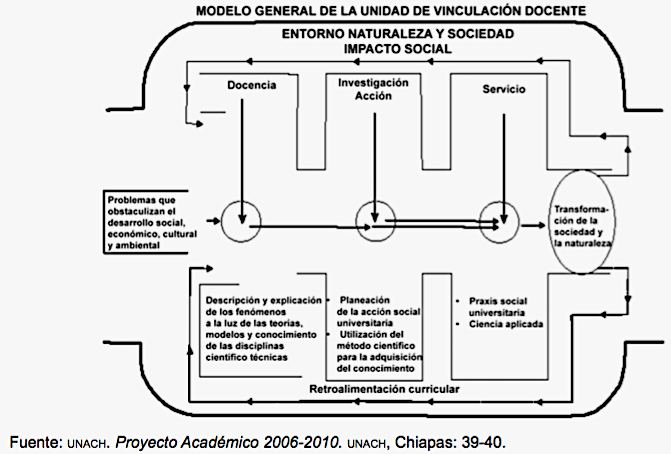 MODELO GENERAL DE LA UNIDAD DE VINCULACIÓN DOCENTE
ENTORNO NATURALEZA Y SOCIEDAD
IMPACTO SOCIAL
Docencia
Investigación
Acción
Servicio
Problemas que
obstaculizan el
desarrollo social,
económico, cultural
y ambiental
Transforma-
ción de la
sociedad y
la naturaleza
Descripción y explicación
de los fenómenos
a la luz de las teorías,
modelos y conocimiento
de las disciplinas
científico técnicas
• Planeación
de la acción social
universitaria
• Utilización del
método científico
para la adquisición
del conocimiento
• Praxis social
universitaria
• Ciencia aplicada
Retroalimentación curricular
Fuente: UNACH. Proyecto Académico 2006-2010. UNACH, Chiapas: 39-40.